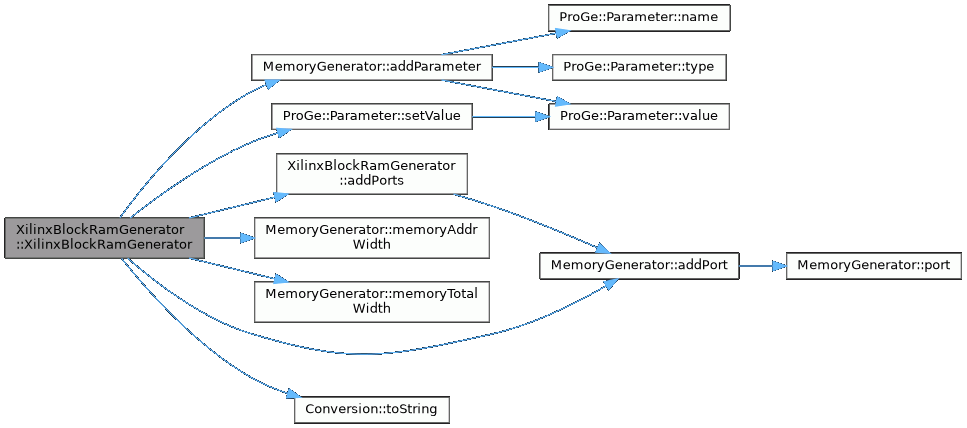 ProGe::Parameter::name
MemoryGenerator::addParameter
ProGe::Parameter::type
ProGe::Parameter::setValue
ProGe::Parameter::value
XilinxBlockRamGenerator
::addPorts
XilinxBlockRamGenerator
::XilinxBlockRamGenerator
MemoryGenerator::memoryAddr
Width
MemoryGenerator::addPort
MemoryGenerator::port
MemoryGenerator::memoryTotal
Width
Conversion::toString